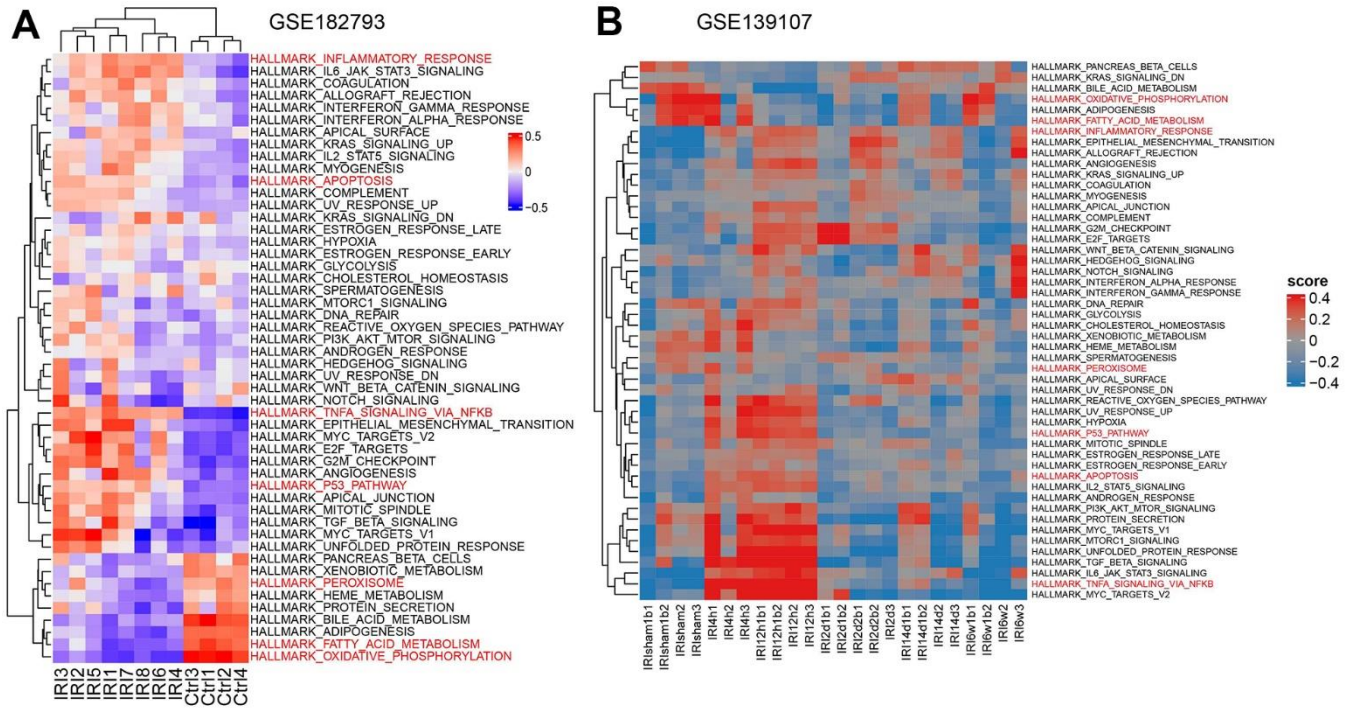 A
GSE182793
HALLMARK_INFLAMMATORY_RESPONSE
HALLMARK_IL6_JAK_STAT3_SIGNALING
HALLMARK_COAGULATION
HALLMARK_ALLOGRAFT_REJECTION
HALLMARK_INTERFERON_GAMMA_RESPONSE
HALLMARK_INTERFERON_ALPHA_RESPONSE
HALLMARK_APICAL_SURFACE
HALLMARK_KRAS_SIGNALING_UP
HALLMARK_IL2_STAT5_SIGNALING
HALLMARK_MYOGENESIS
HALLMARK_APOPTOSIS
HALLMARK_COMPLEMENT
HALLMARK_UV_RESPONSE_UP
HALLMARK_KRAS_SIGNALING_DN
HALLMARK_ESTROGEN_RESPONSE_LATE
HALLMARK_HYPOXIA
HALLMARK_ESTROGEN_RESPONSE_EARLY
HALLMARK_GLYCOLYSIS
HALLMARK_CHOLESTEROL_HOMEOSTASIS
HALLMARK_SPERMATOGENESIS
HALLMARK_MTORC1_SIGNALING
HALLMARK_DNA_REPAIR
HALLMARK_REACTIVE_OXYGEN_SPECIES_PATHWAY
HALLMARK_PI3K_AKT_MTOR_SIGNALING
HALLMARK_ANDROGEN_RESPONSE
HALLMARK_HEDGEHOG_SIGNALING
HALLMARK_UV_RESPONSE_DN
HALLMARK_WNT_BETA_CATENIN_SIGNALING
HALLMARK_NOTCH_SIGNALING
HALLMARK_TNFA_SIGNALING_VIA_NFKB
HALLMARK_EPITHELIAL_MESENCHYMAL_TRANSITION
HALLMARK_MYC_TARGETS_V2
HALLMARK_E2F_TARGETS
HALLMARK_G2M_CHECKPOINT
HALLMARK_ANGIOGENESIS
HALLMARK_P53_PATHWAY
HALLMARK_APICAL_JUNCTION
HALLMARK_MITOTIC_SPINDLE
HALLMARK_TGF_BETA_SIGNALING
HALLMARK_MYC_TARGETS_V1
HALLMARK_UNFOLDED_PROTEIN_RESPONSE
HALLMARK_PANCREAS_BETA_CELLS
HALLMARK_XENOBIOTIC_METABOLISM
HALLMARK_PEROXISOME
HALLMARK_HEME_METABOLISM
HALLMARK_PROTEIN_SECRETION
HALLMARK_BILE_ACID_METABOLISM
HALLMARK_ADIPOGENESIS
HALLMARK_FATTY_ACID_METABOLISM
HALLMARK_OXIDATIVE_PHOSPHORYLATION
0.5
0
−0.5
IRI3
IRI2
IRI5
IRI1
IRI7
IRI8
IRI6
IRI4
Ctrl3
Ctrl1
Ctrl2
Ctrl4
B
GSE139107
HALLMARK_PANCREAS_BETA_CELLS
HALLMARK_KRAS_SIGNALING_DN
HALLMARK_BILE_ACID_METABOLISM
HALLMARK_OXIDATIVE_PHOSPHORYLATION
HALLMARK_ADIPOGENESIS
HALLMARK_FATTY_ACID_METABOLISM
HALLMARK_INFLAMMATORY_RESPONSE
HALLMARK_EPITHELIAL_MESENCHYMAL_TRANSITION
HALLMARK_ALLOGRAFT_REJECTION
HALLMARK_ANGIOGENESIS
HALLMARK_KRAS_SIGNALING_UP
HALLMARK_COAGULATION
HALLMARK_MYOGENESIS
HALLMARK_APICAL_JUNCTION
HALLMARK_COMPLEMENT
HALLMARK_G2M_CHECKPOINT
HALLMARK_E2F_TARGETS
HALLMARK_WNT_BETA_CATENIN_SIGNALING
HALLMARK_HEDGEHOG_SIGNALING
HALLMARK_NOTCH_SIGNALING
HALLMARK_INTERFERON_ALPHA_RESPONSE
HALLMARK_INTERFERON_GAMMA_RESPONSE
HALLMARK_DNA_REPAIR
HALLMARK_GLYCOLYSIS
HALLMARK_CHOLESTEROL_HOMEOSTASIS
HALLMARK_XENOBIOTIC_METABOLISM
HALLMARK_HEME_METABOLISM
HALLMARK_SPERMATOGENESIS
HALLMARK_PEROXISOME
HALLMARK_APICAL_SURFACE
HALLMARK_UV_RESPONSE_DN
HALLMARK_REACTIVE_OXYGEN_SPECIES_PATHWAY
HALLMARK_UV_RESPONSE_UP
HALLMARK_HYPOXIA
HALLMARK_P53_PATHWAY
HALLMARK_MITOTIC_SPINDLE
HALLMARK_ESTROGEN_RESPONSE_LATE
HALLMARK_ESTROGEN_RESPONSE_EARLY
HALLMARK_APOPTOSIS
HALLMARK_IL2_STAT5_SIGNALING
HALLMARK_ANDROGEN_RESPONSE
HALLMARK_PI3K_AKT_MTOR_SIGNALING
HALLMARK_PROTEIN_SECRETION
HALLMARK_MYC_TARGETS_V1
HALLMARK_MTORC1_SIGNALING
HALLMARK_UNFOLDED_PROTEIN_RESPONSE
HALLMARK_TGF_BETA_SIGNALING
HALLMARK_IL6_JAK_STAT3_SIGNALING
HALLMARK_TNFA_SIGNALING_VIA_NFKB
HALLMARK_MYC_TARGETS_V2
score
0.4
0.2
0
−0.2
−0.4
IRIsham1b1
IRIsham1b2
IRIsham2
IRIsham3
IRI4h1
IRI4h2
IRI4h3
IRI12h1b1
IRI12h1b2
IRI12h2
IRI12h3
IRI2d1b1
IRI2d1b2
IRI2d2b1
IRI2d2b2
IRI2d3
IRI14d1b1
IRI14d1b2
IRI14d2
IRI14d3
IRI6w1b1
IRI6w1b2
IRI6w2
IRI6w3